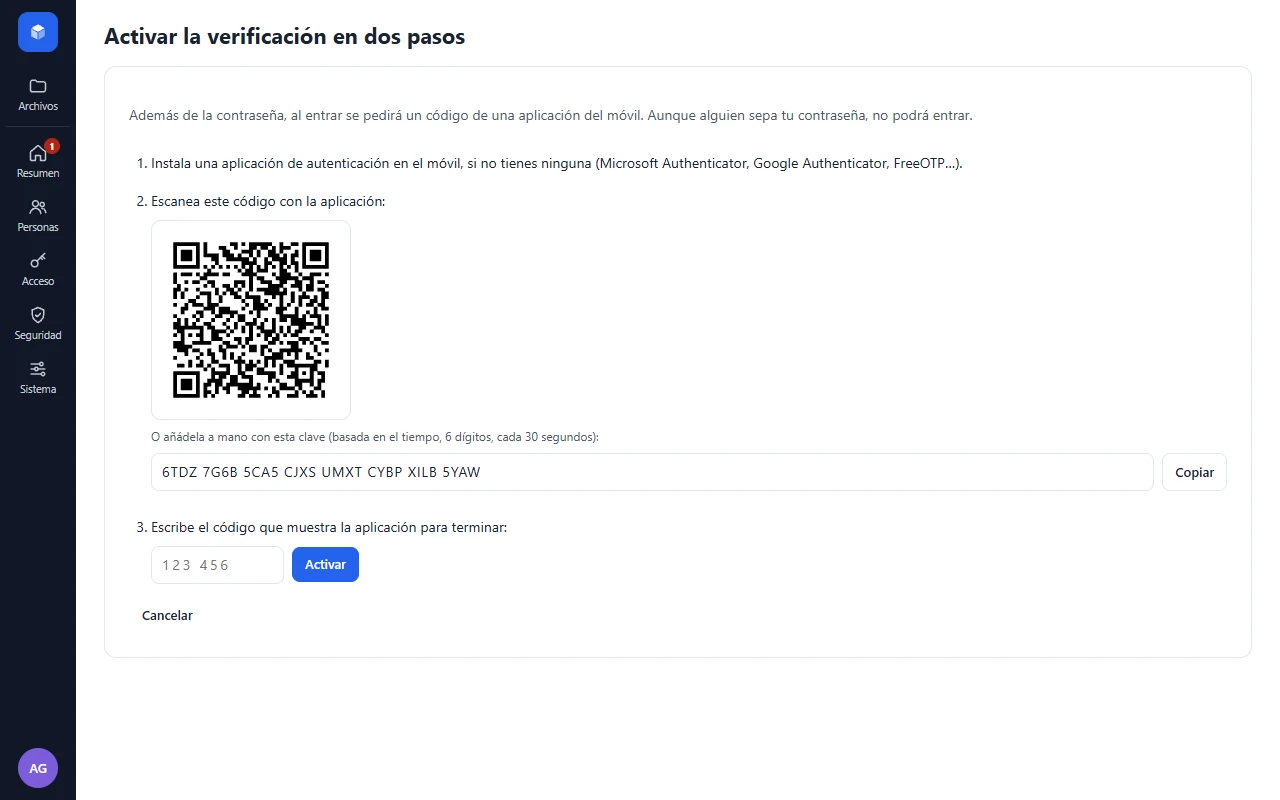 Activar la verificación en dos pasos
Archivos
1
Resumen
Personas
Acceso
Seguridad
Sistema
AG
Además de la contraseña, al entrar se pedirá un código de una aplicación del móvil. Aunque alguien sepa tu contraseña, no podrá entrar.
1. Instala una aplicación de autenticación en el móvil, si no tienes ninguna (Microsoft Authenticator, Google Authenticator, FreeOTP...).
2. Escanea este código con la aplicación:
O añádela a mano con esta clave (basada en el tiempo, 6 dígitos, cada 30 segundos):
6TDZ 7G6B 5CA5 CJXS UMXT CYBP XILB 5YAW
Copiar
3. Escribe el código que muestra la aplicación para terminar:
123 456
Activar
Cancelar